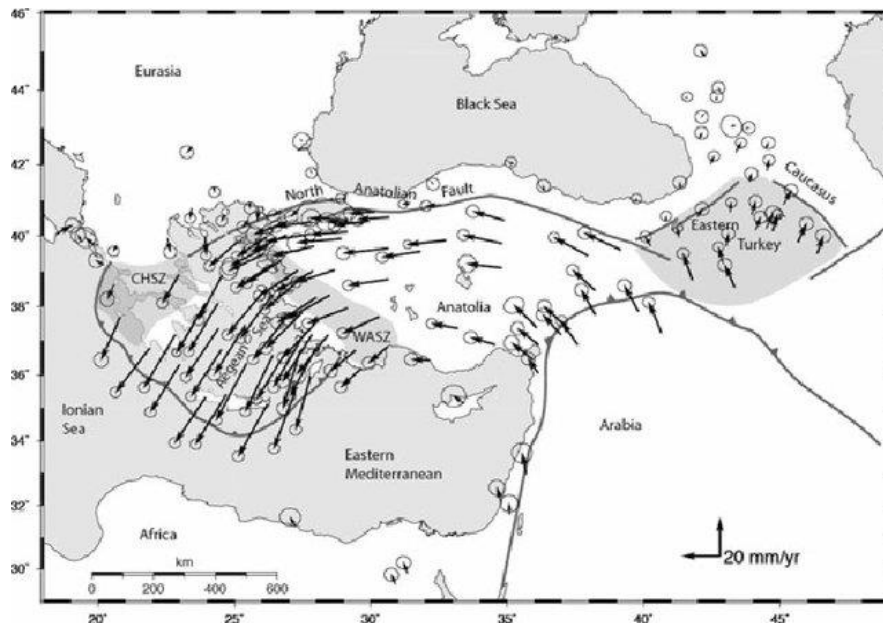 46°
44°
42°
40°
38°
36°
34°
32°
30°
20°
25°
30°
35°
40°
45°
Eurasia
Black Sea
Caucasus
North Anatolian Fault
Eastern
Turkey
CHSZ
Anatolia
Aegean Sea
WASZ
Ionian
Sea
Arabia
Eastern
Mediterranean
Africa
km
0 200 400 600
20 mm/yr